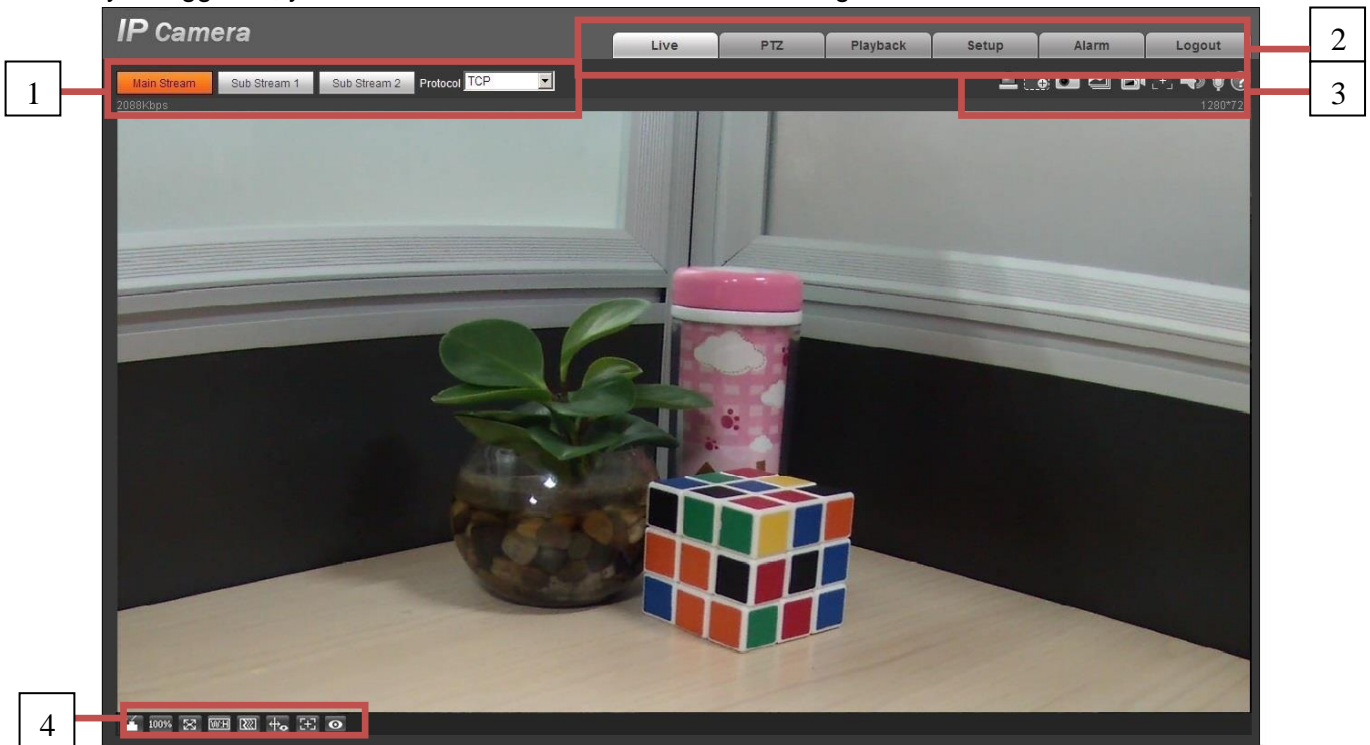 IP Camera
Live PTZ Playback Setup Alarm Logout
2
1
Main Stream Sub Stream 1 Sub Stream 2 Protocol TCP
3
2088Kbps
1280*72
4
100% W:H